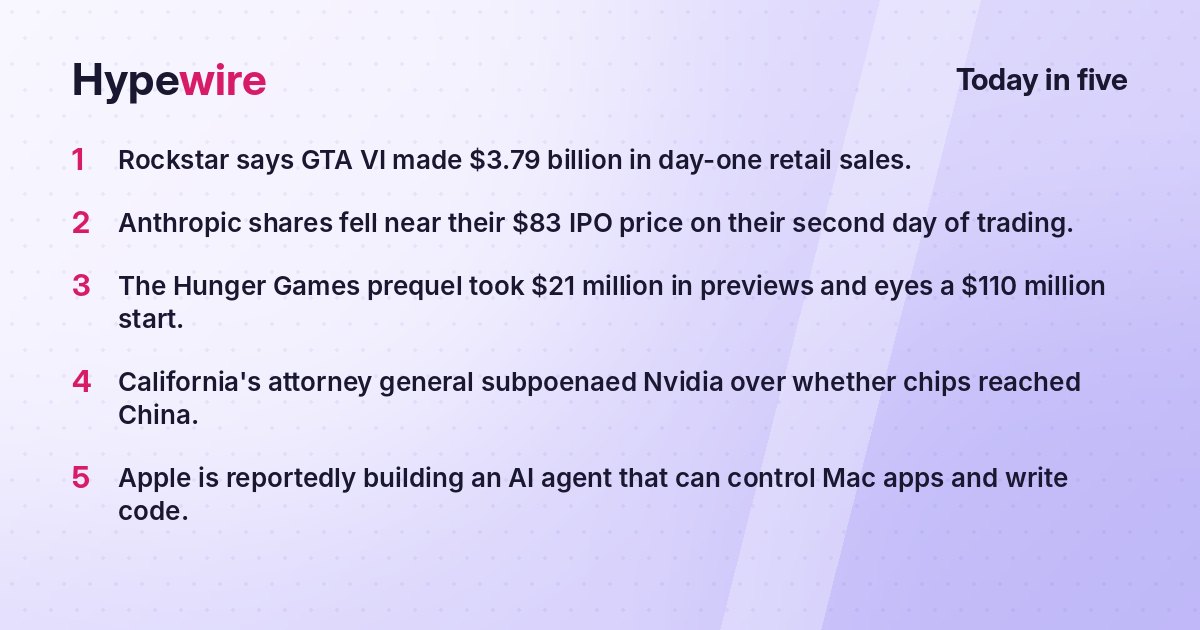 Hypewire
Today in five
1 Rockstar says GTA VI made $3.79 billion in day-one retail sales.
2 Anthropic shares fell near their $83 IPO price on their second day of trading.
3 The Hunger Games prequel took $21 million in previews and eyes a $110 million
start.
4 California's attorney general subpoenaed Nvidia over whether chips reached
China.
5 Apple is reportedly building an AI agent that can control Mac apps and write
code.